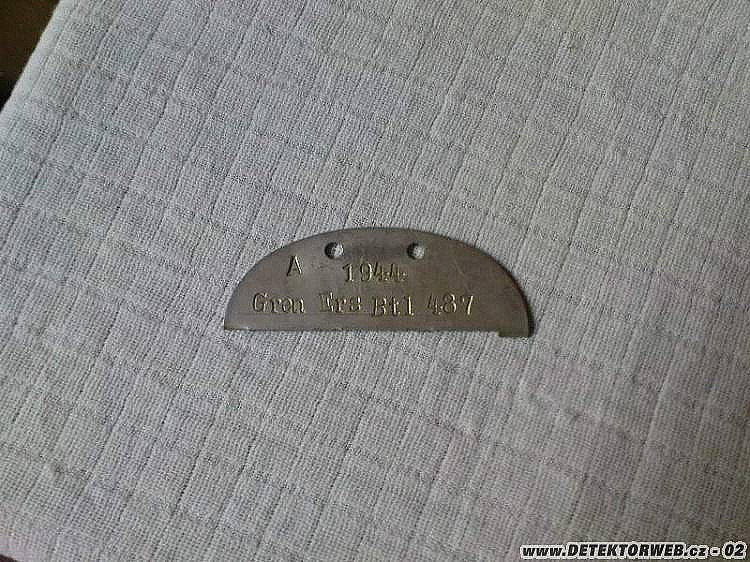 A 1944
Gren Ers Btl 487
www.DETEKTORWEB.cz - 02